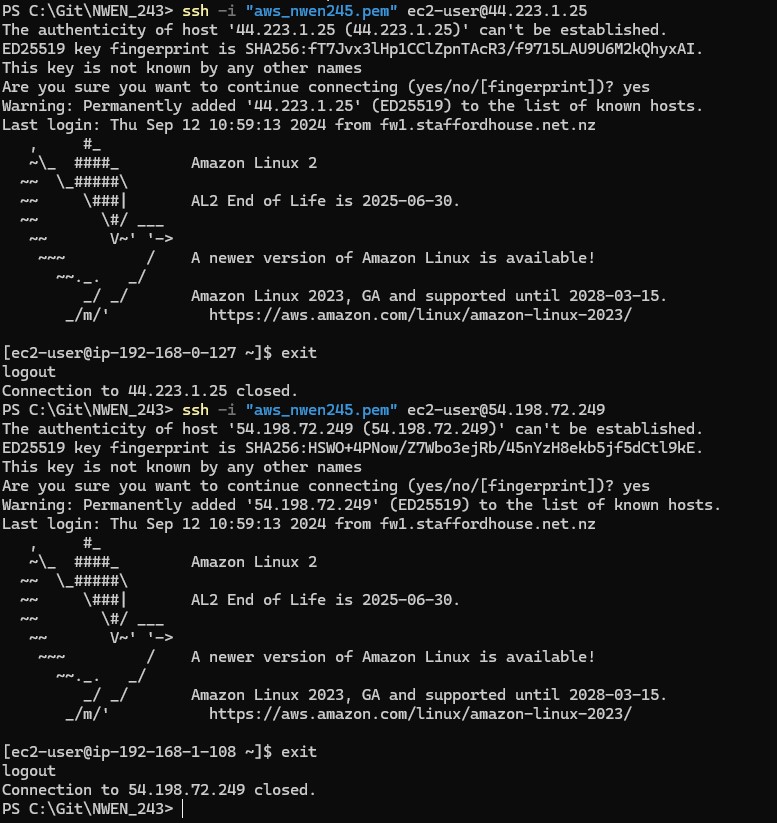 PS C:\Git\NWEN_243> ssh -i "aws_nwen245.pem" ec2-user@44.223.1.25
The authenticity of host '44.223.1.25 (44.223.1.25)' can't be established.
ED25519 key fingerprint is SHA256:fT7Jvx3lHp1CClZpnTAcR3/f9715LAU9U6M2kQhyxAI.
This key is not known by any other names
Are you sure you want to continue connecting (yes/no/[fingerprint])? yes
Warning: Permanently added '44.223.1.25' (ED25519) to the list of known hosts.
Last login: Thu Sep 12 10:59:13 2024 from fw1.staffordhouse.net.nz
   ,     #_
   ~\_  ####_        Amazon Linux 2
  ~~  \_#####\
  ~~     \###|       AL2 End of Life is 2025-06-30.
  ~~       \#/ ___
   ~~       V~' '->
    ~~~         /    A newer version of Amazon Linux is available!
      ~~._.   _/
         _/ _/       Amazon Linux 2023, GA and supported until 2028-03-15.
       _/m/'           https://aws.amazon.com/linux/amazon-linux-2023/
[ec2-user@ip-192-168-0-127 ~]$ exit
logout
Connection to 44.223.1.25 closed.
PS C:\Git\NWEN_243> ssh -i "aws_nwen245.pem" ec2-user@54.198.72.249
The authenticity of host '54.198.72.249 (54.198.72.249)' can't be established.
ED25519 key fingerprint is SHA256:HSWO+4PNow/Z7Wbo3ejRb/45nYzH8ekb5jf5dCtl9kE.
This key is not known by any other names
Are you sure you want to continue connecting (yes/no/[fingerprint])? yes
Warning: Permanently added '54.198.72.249' (ED25519) to the list of known hosts.
Last login: Thu Sep 12 10:59:13 2024 from fw1.staffordhouse.net.nz
   ,     #_
   ~\_  ####_        Amazon Linux 2
  ~~  \_#####\
  ~~     \###|       AL2 End of Life is 2025-06-30.
  ~~       \#/ ___
   ~~       V~' '->
    ~~~         /    A newer version of Amazon Linux is available!
      ~~._.   _/
         _/ _/       Amazon Linux 2023, GA and supported until 2028-03-15.
       _/m/'           https://aws.amazon.com/linux/amazon-linux-2023/
[ec2-user@ip-192-168-1-108 ~]$ exit
logout
Connection to 54.198.72.249 closed.
PS C:\Git\NWEN_243>